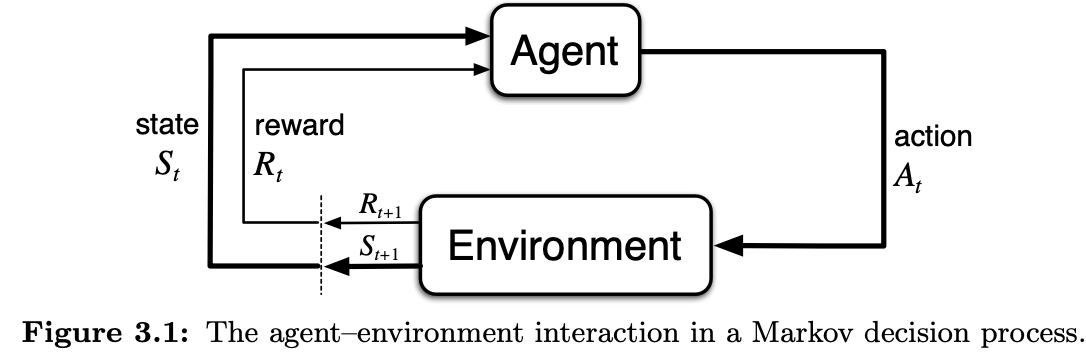 Agent
state
S_t
reward
R_t
action
A_t
R_{t+1}
S_{t+1}
Environment
Figure 3.1: The agent–environment interaction in a Markov decision process.